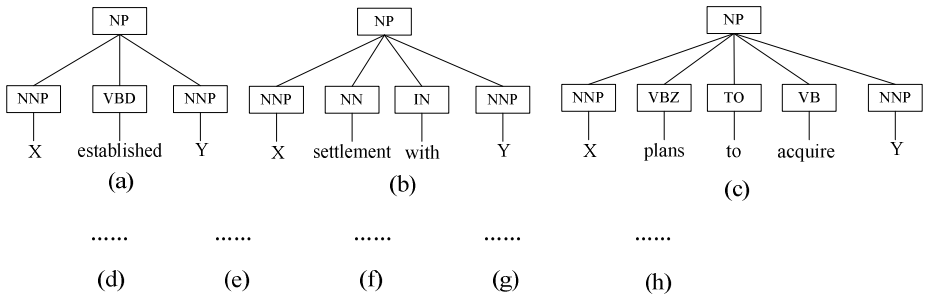 NP NP NP
NNP VBD NNP NNP NN IN NNP NNP VBZ TO VB NNP
X established Y X settlement with Y X plans to acquire Y
(a) (b) (c)
...... ...... ...... ...... ......
(d) (e) (f) (g) (h)